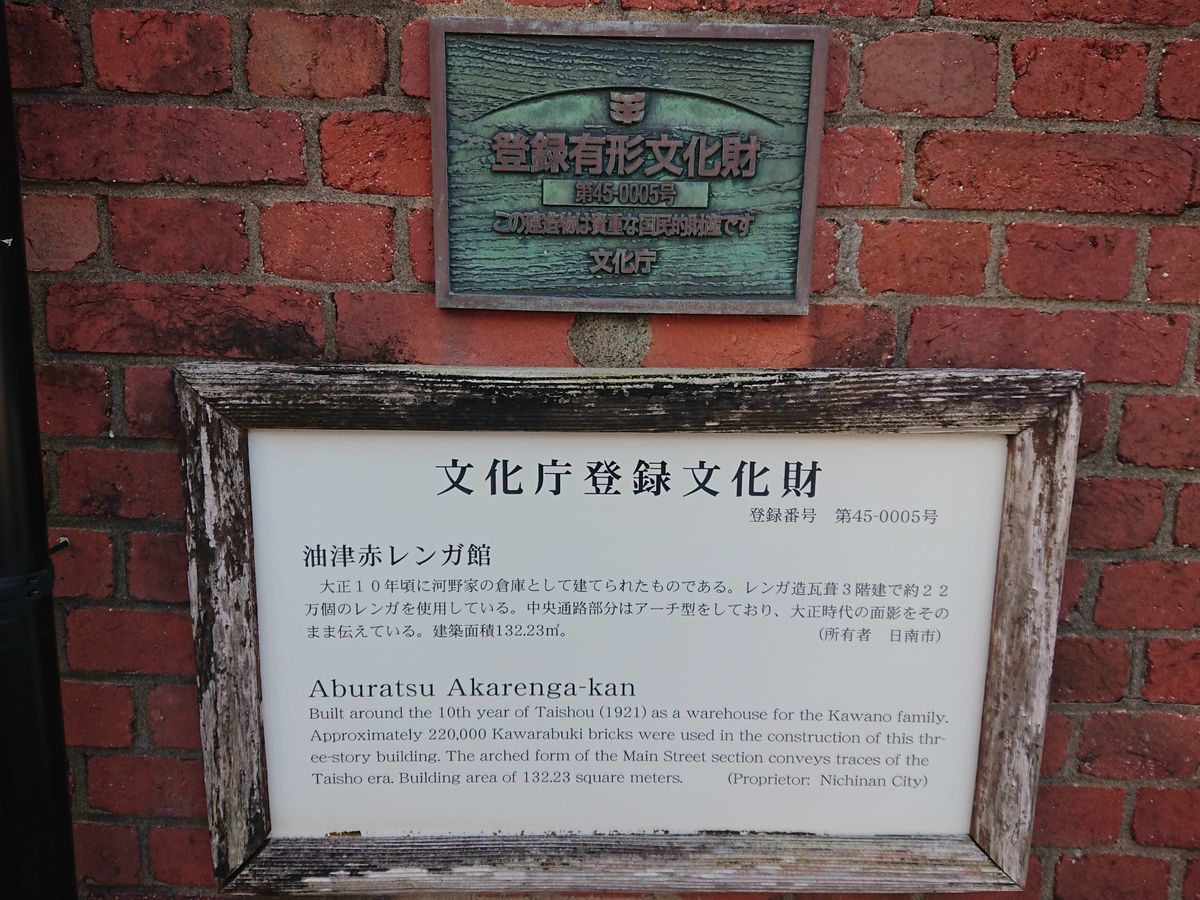 登録有形文化財
第45-0005号
この建造物は貴重な国民的財産です
文化庁
文化庁登録文化財
登録番号　第45-0005号
油津赤レンガ館
大正１０年頃に河野家の倉庫として建てられたものである。レンガ造瓦葺３階建で約２２
万個のレンガを使用している。中央通路部分はアーチ型をしており、大正時代の面影をその
まま伝えている。建築面積132.23㎡。　（所有者　日南市）
Aburatsu Akarenga-kan
Built around the 10th year of Taishou (1921) as a warehouse for the Kawano family.
Approximately 220,000 Kawarabuki bricks were used in the construction of this thr-
ee-story building. The arched form of the Main Street section conveys traces of the
Taisho era. Building area of 132.23 square meters. (Proprietor: Nichinan City)